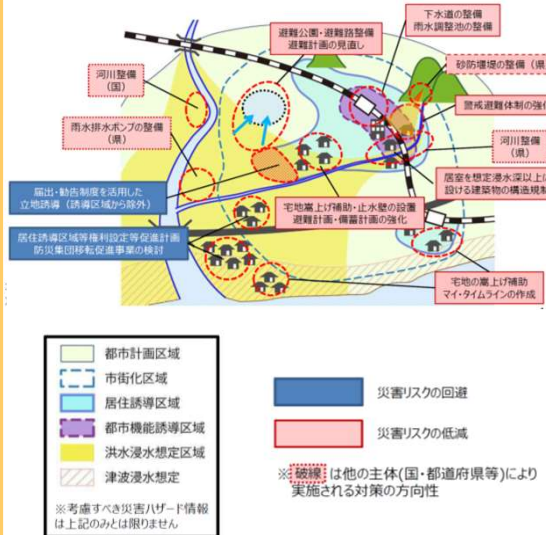 下水道の整備
雨水調整池の整備
避難公園・避難路整備
避難計画の見直し
砂防堰堤の整備（県
河川整備
（国）
警戒避難体制の強
雨水排水ポンプの整備
（県）
河川整備
（県）
居室を想定浸水深以上に
設ける建築物の構造規制
届出・勧告制度を活用した
立地誘導（誘導区域から除外）
宅地嵩上げ補助・止水壁の設置
避難計画・備蓄計画の強化
居住誘導区域等権利設定等促進計画
防災集団移転促進事業の検討
宅地の嵩上げ補助
マイ・タイムラインの作成
都市計画区域
市街化区域
居住誘導区域
都市機能誘導区域
洪水浸水想定区域
津波浸水想定
※考慮すべき災害ハザード情報
は上記のみとは限りません
災害リスクの回避
災害リスクの低減
※破線は他の主体(国・都道府県等)により
実施される対策の方向性